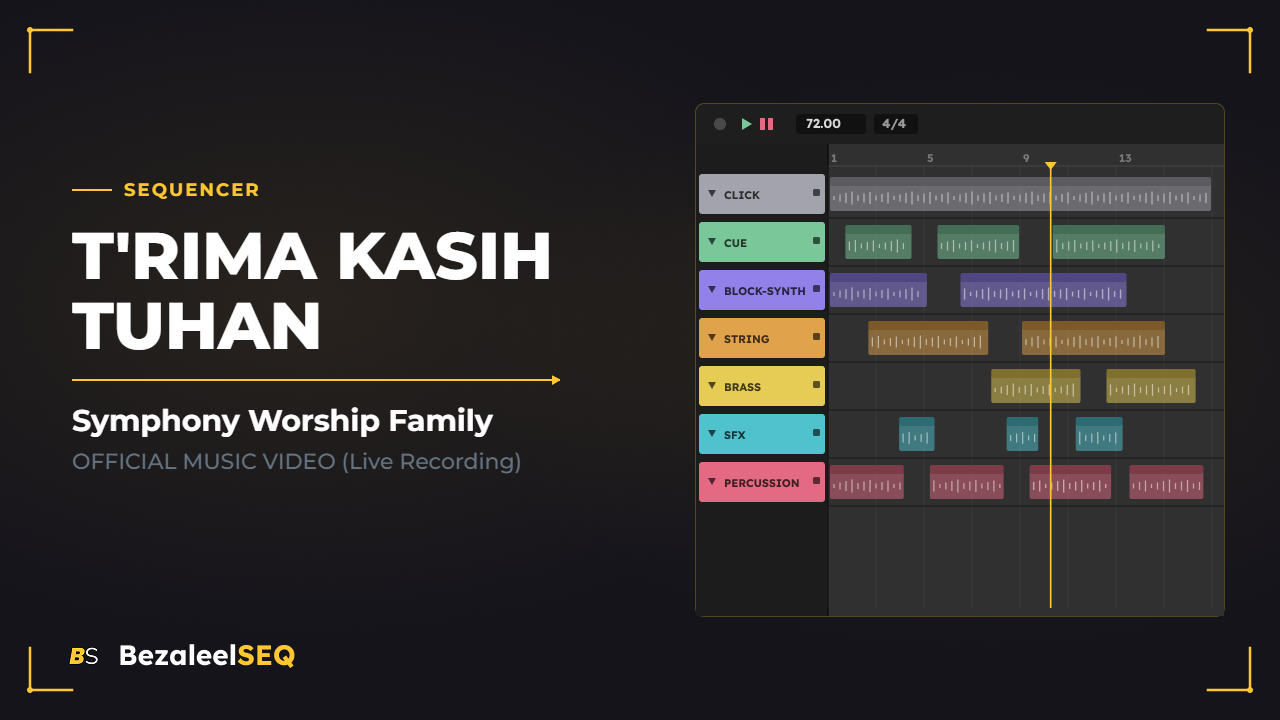 SEQUENCER
T'RIMA KASIH
TUHAN
Symphony Worship Family
OFFICIAL MUSIC VIDEO (Live Recording)
BS BezaleelSEQ
72.00 4/4
1 5 9 13
CLICK
CUE
BLOCK-SYNTH
STRING
BRASS
SFX
PERCUSSION